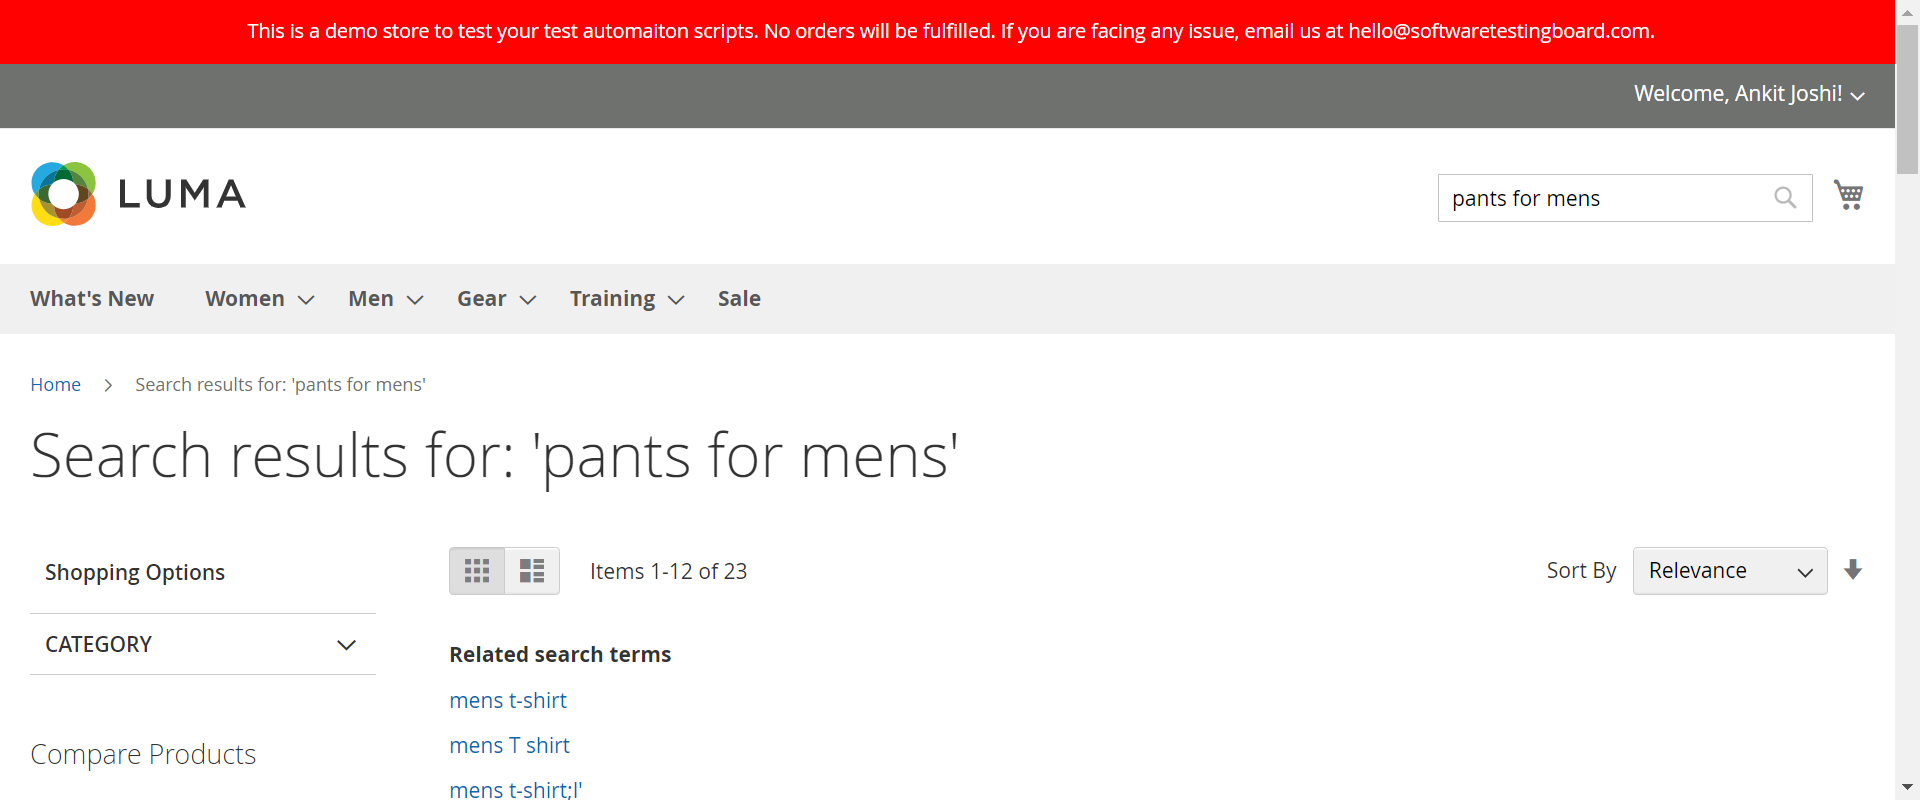 This is a demo store to test your test automaiton scripts. No orders will be fulfilled. If you are facing any issue, email us at hello@softwaretestingboard.com.
Welcome, Ankit Joshi!
LUMA
pants for mens
What's New Women Men Gear Training Sale
Home Search results for: 'pants for mens'
Search results for: 'pants for mens'
Shopping Options
Items 1-12 of 23
Sort By Relevance
CATEGORY
Related search terms
mens t-shirt
mens T shirt
mens t-shirt;l'
Compare Products